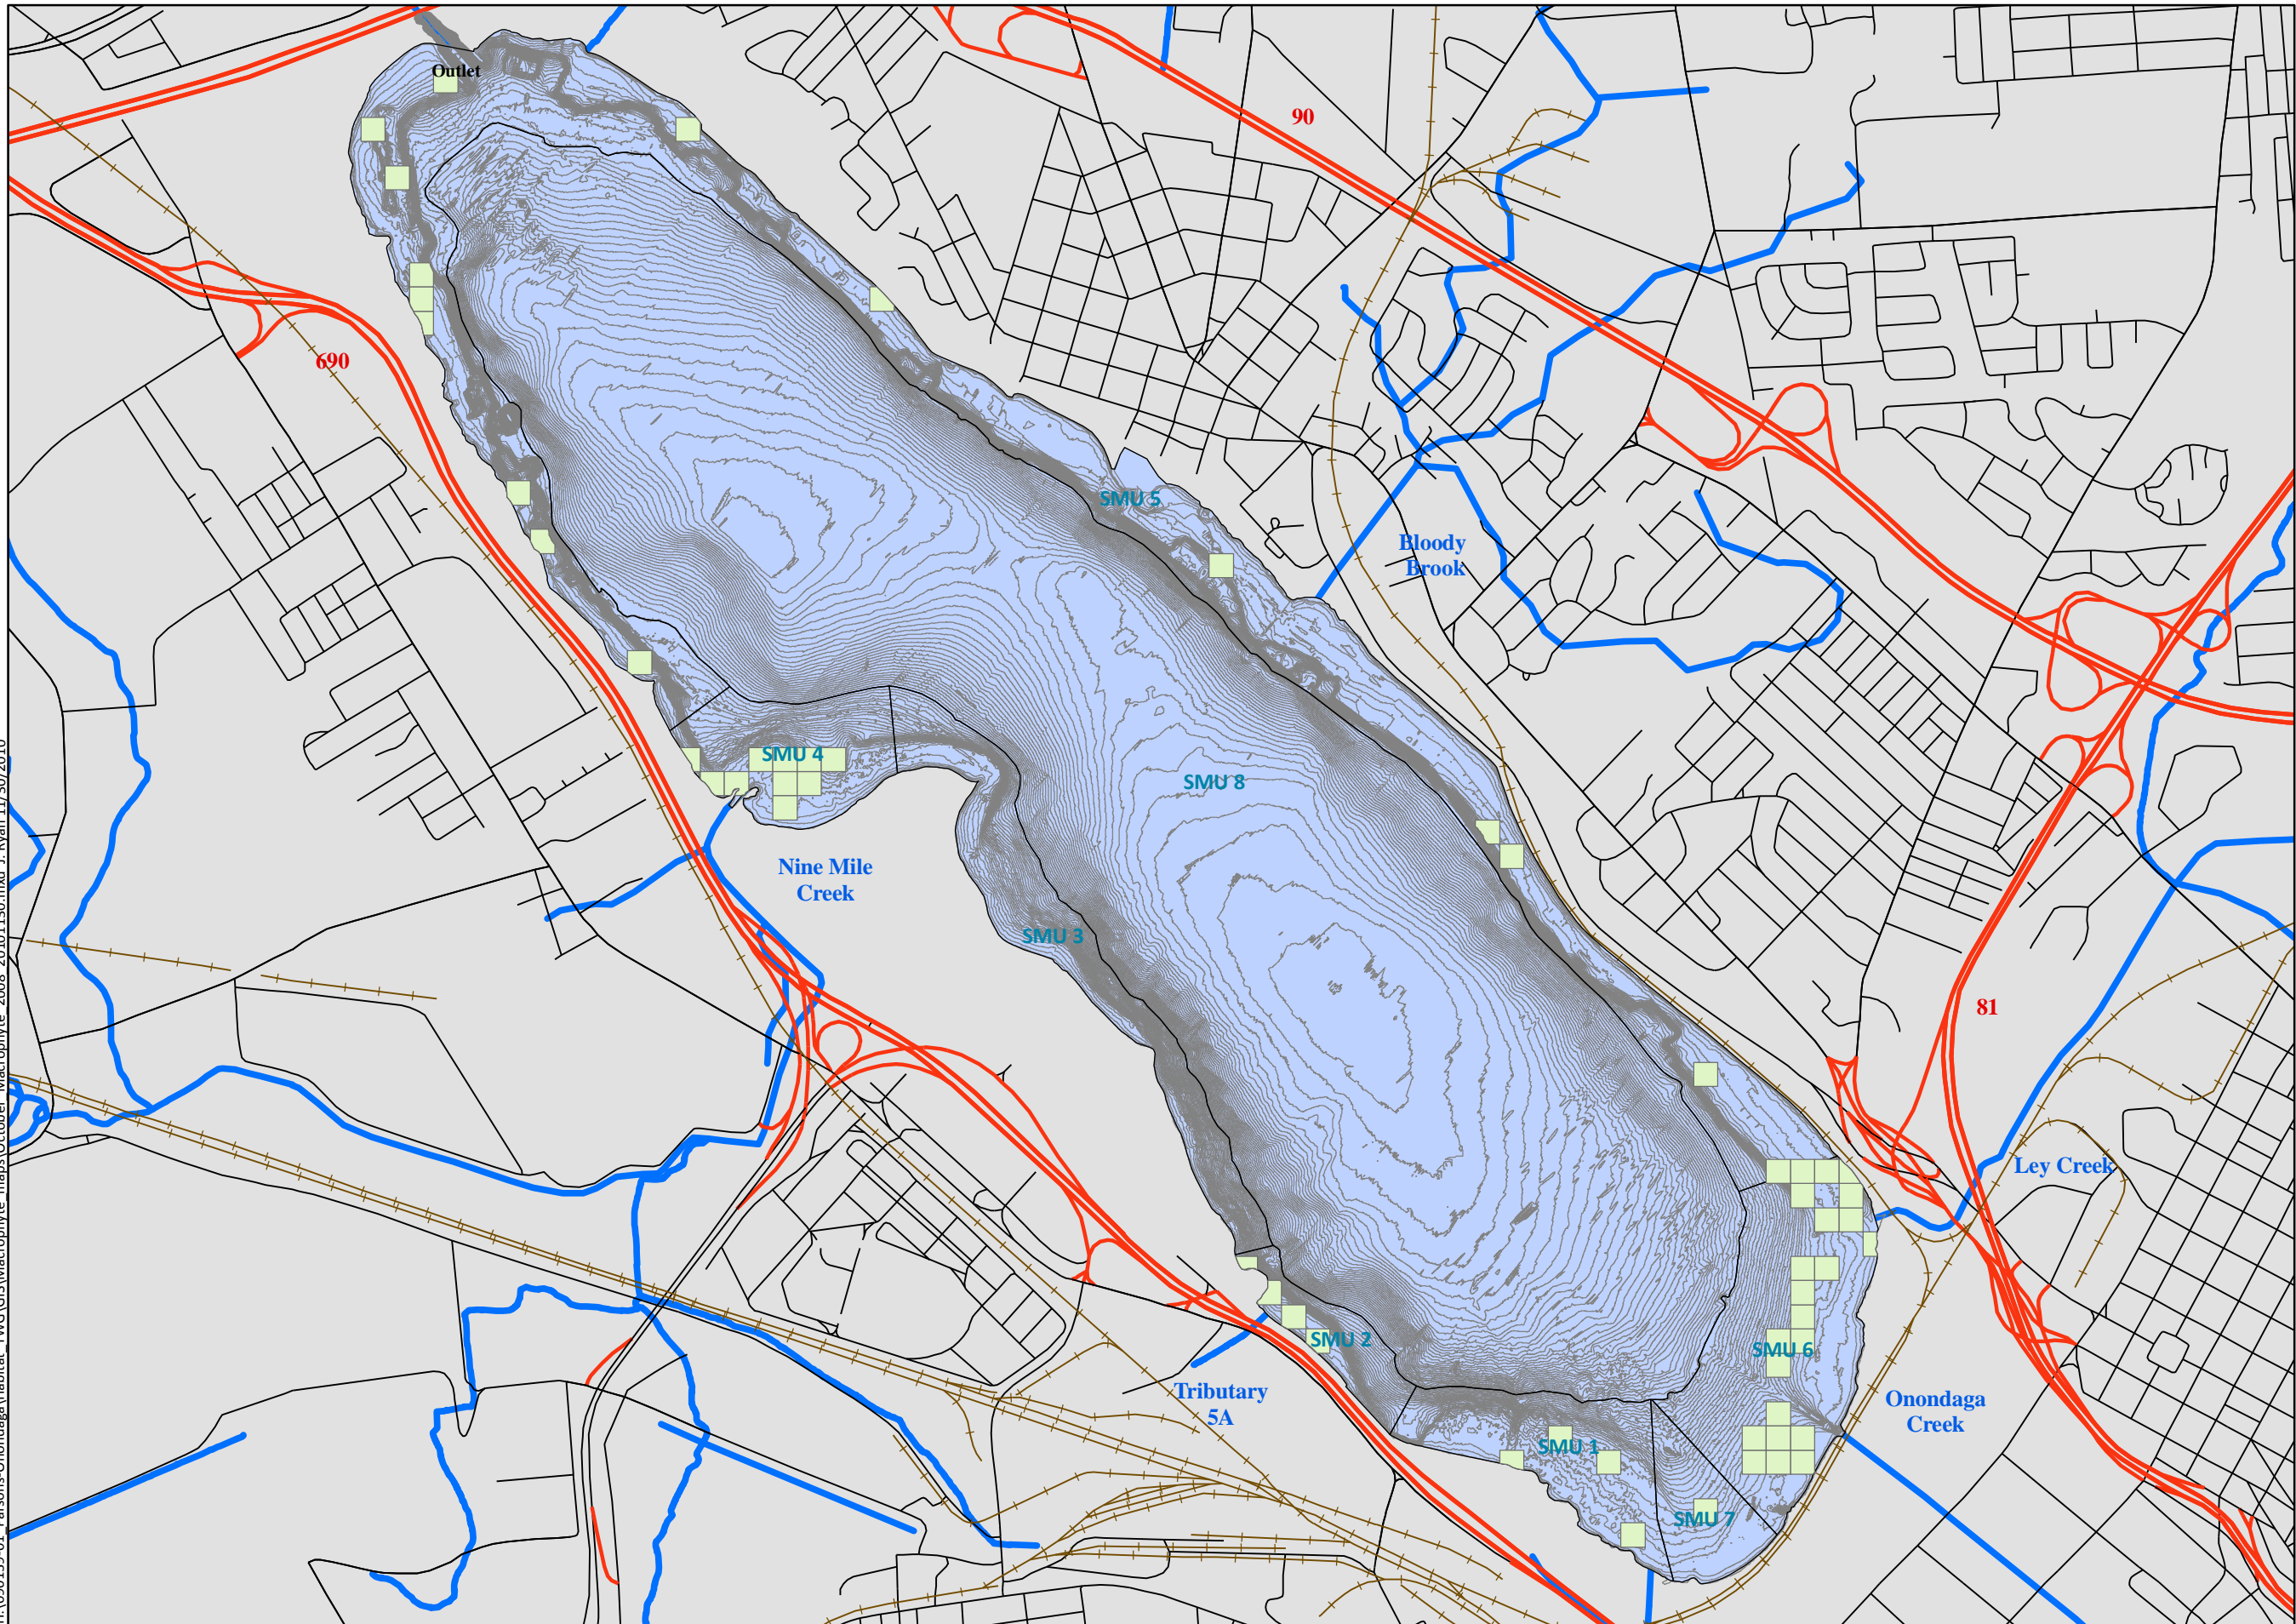 Outlet
90
690
SMU 5
Bloody
Brook
SMU 4
SMU 8
Nine Mile
Creek
SMU 3
81
Ley Creek
SMU 2
SMU 6
Tributary
5A
Onondaga
Creek
SMU 1
SMU 7